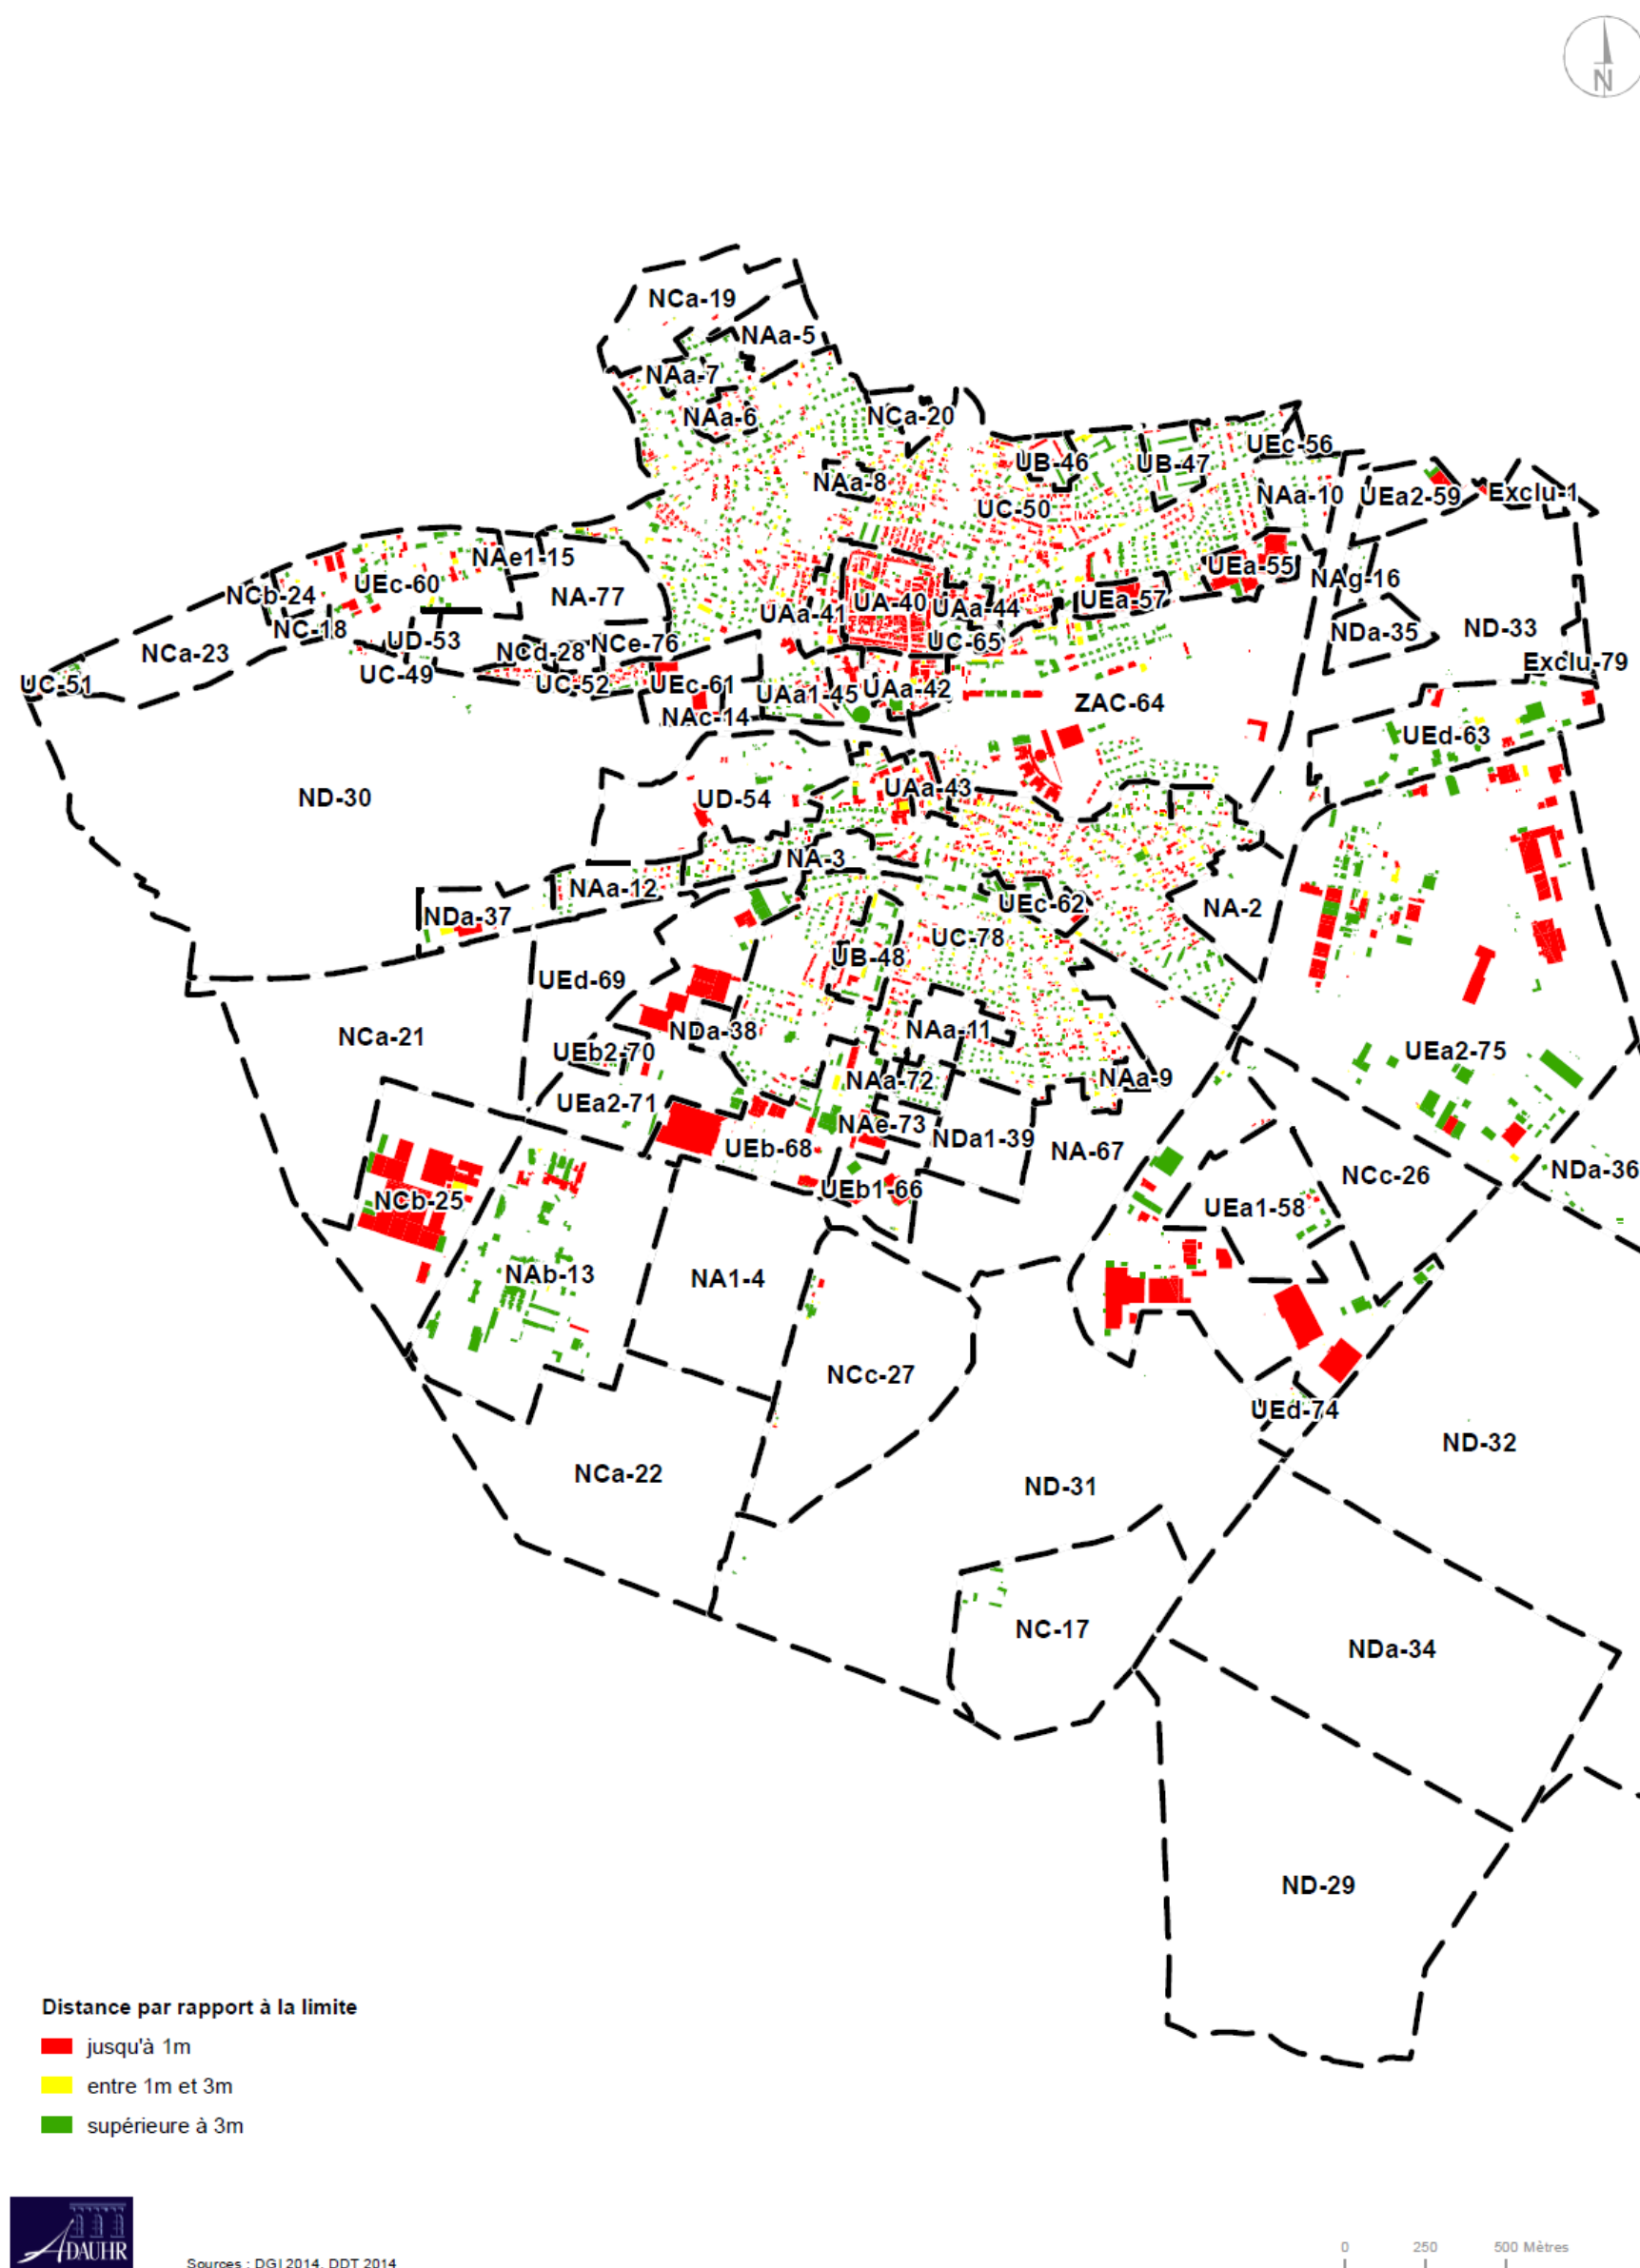 N
NCa-19
NAa-5
NAa-7
NAa-6
NCa-20
UEc-56
UB-46
UB-47
NAa-8
NAa-10
UEa2-59
Exclu-1
UC-50
NAe1-15
UEa-55
NAg-16
UEc-60
NCb-24
NA-77
UEa-57
UA-40
UAa-44
UAa-41
NC-18
NDa-35
ND-33
UD-53
NCe-76
UC-65
NCd-28
NCa-23
Exclu-79
UC-49
UC-51
UC-52
UEc-61
UAa1-45
UAa-42
ZAC-64
NAc-14
UEd-63
ND-30
UD-54
UAa-43
NA-3
NAa-12
UEc-62
NA-2
NDa-37
UC-78
UB-48
UEd-69
NCa-21
NDa-38
NAa-11
UEb2-70
UEa2-75
NAa-72
NAa-9
UEa2-71
NAe-73
NDa1-39
UEb-68
NA-67
NDa-36
NCc-26
UEb1-66
NCb-25
UEa1-58
NAb-13
NA1-4
NCc-27
UEd-74
ND-32
NCa-22
ND-31
NC-17
NDa-34
ND-29
Distance par rapport à la limite
jusqu'à 1m
entre 1m et 3m
supérieure à 3m
ADAUHR
Sources : DGI 2014, DDT 2014
0 250 500 Mètres